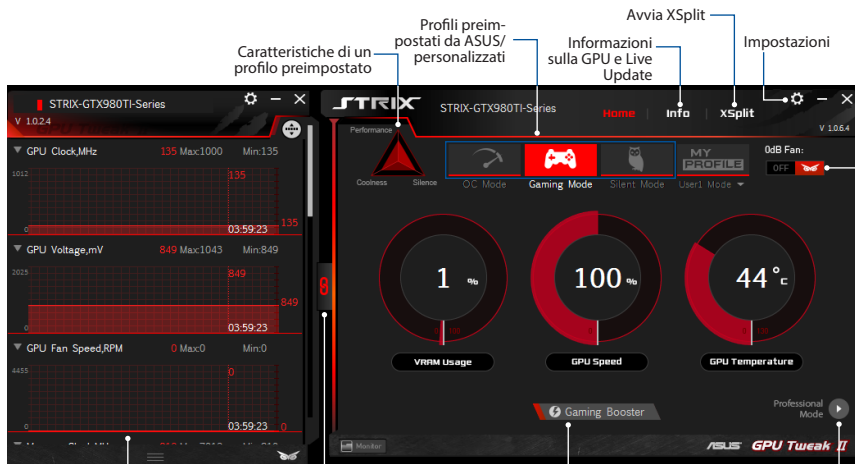 Avvia XSplit
Profili preim-
postati da ASUS/
personalizzati
Informazioni
sulla GPU e Live
Update
Impostazioni
Caratteristiche di un
profilo preimpostato
STRIX-GTX980TI-Series
V 1.0.2.4
GPU Clock,MHz 135 Max:1000 Min:135
1012
135
135
0
03:59:23
GPU Voltage,mV 849 Max:1043 Min:849
2025
849
849
0
03:59:23
GPU Fan Speed,RPM 0 Max:0 Min:0
4455
0
0
0
03:59:23
STRIX
STRIX-GTX980TI-Series
Home Info XSplit
V 1.0.6.4
Performance
Coolness Silence
OC Mode
Gaming Mode
Silent Mode
MY
PROFILE
User1 Mode
0dB Fan:
OFF
1 %
0 100
VRAM Usage
100 %
GPU Speed
44°c
GPU Temperature
Gaming Booster
Professional
Mode
Monitor
ASUS GPU Tweak II